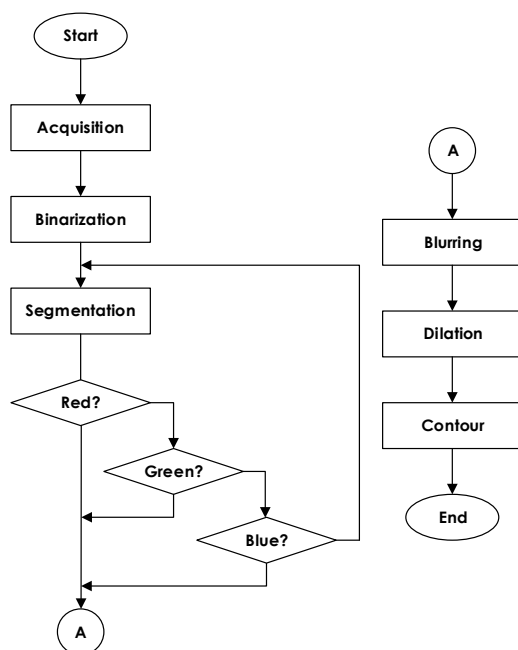 Start
Acquisition
Binarization
Segmentation
Red?
Green?
Blue?
A
A
Blurring
Dilation
Contour
End